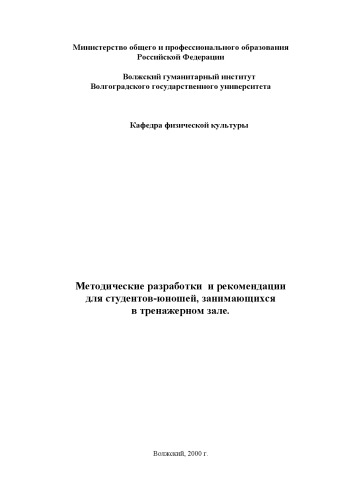 Министерство общего и профессионального образования
Российской Федерации
Волжский гуманитарный институт
Волгоградского государственного университета
Кафедра физической культуры
Методические разработки и рекомендации
для студентов-юношей, занимающихся
в тренажерном зале.
Волжский, 2000 г.